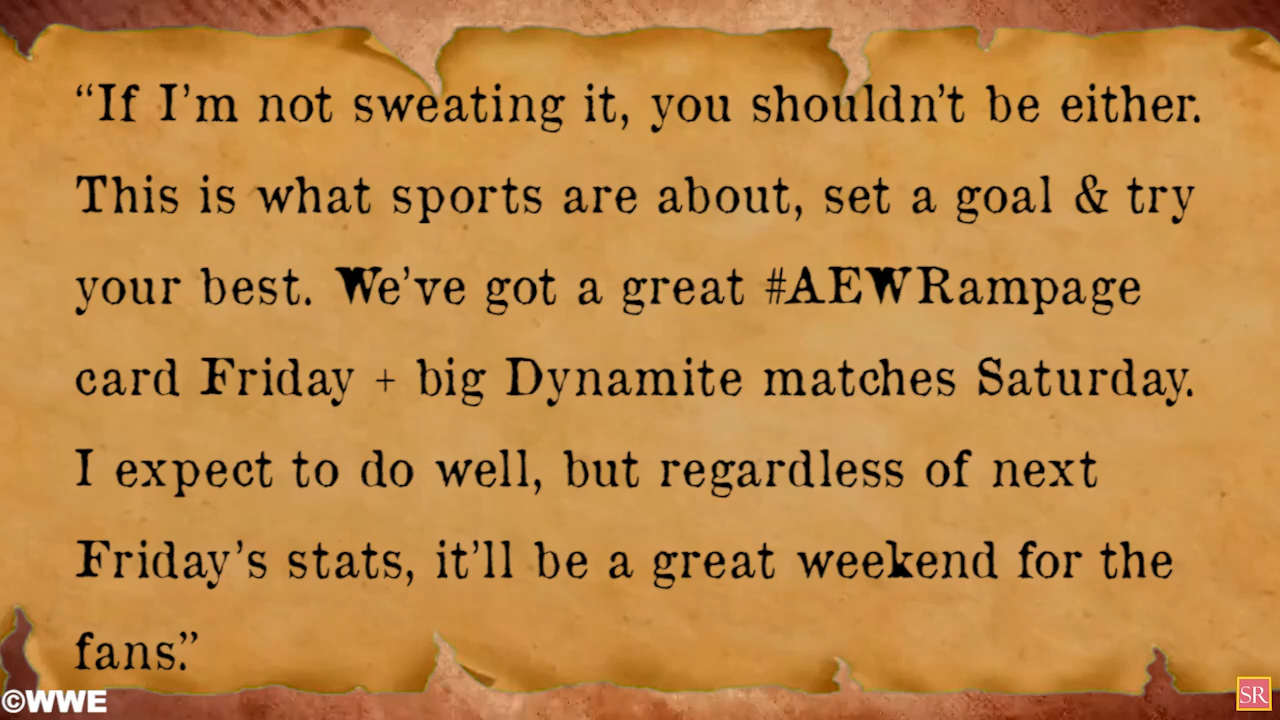 “If I’m not sweating it, you shouldn’t be either.
This is what sports are about, set a goal & try
your best. We’ve got a great #AEWRampage
card Friday + big Dynamite matches Saturday.
I expect to do well, but regardless of next
Friday’s stats, it’ll be a great weekend for the
fans.”
©WWE
SR